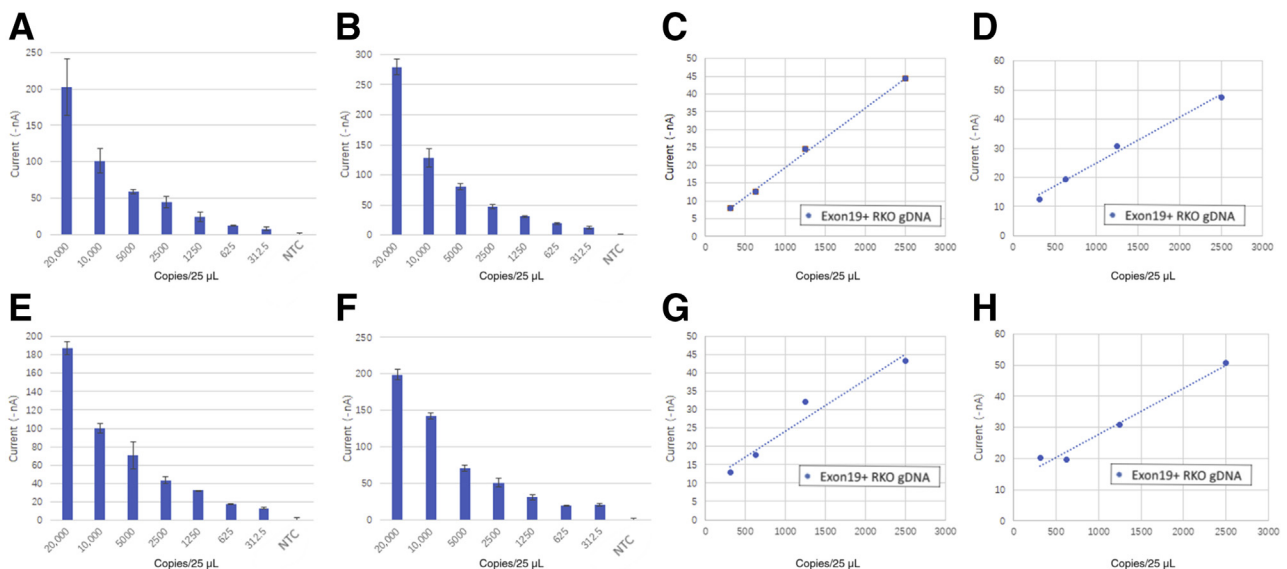 A
250
200
150
100
50
0
Current (-nA)
20,000
10,000
5000
2500
1250
625
312.5
NTC
Copies/25 µL
B
300
250
200
150
100
50
0
Current (-nA)
20,000
10,000
5000
2500
1250
625
312.5
NTC
Copies/25 µL
C
50
45
40
35
30
25
20
15
10
5
0
Current (-nA)
Exon19+ RKO gDNA
0 500 1000 1500 2000 2500 3000
Copies/25 µL
D
60
50
40
30
20
10
0
Current (-nA)
Exon19+ RKO gDNA
0 500 1000 1500 2000 2500 3000
Copies/25 µL
E
200
180
160
140
120
100
80
60
40
20
0
Current (-nA)
20,000
10,000
5000
2500
1250
625
312.5
NTC
Copies/25 µL
F
250
200
150
100
50
0
Current (-nA)
20,000
10,000
5000
2500
1250
625
312.5
NTC
Copies/25 µL
G
50
45
40
35
30
25
20
15
10
5
0
Current (-nA)
Exon19+ RKO gDNA
0 500 1000 1500 2000 2500 3000
Copies/25 µL
H
60
50
40
30
20
10
0
Current (-nA)
Exon19+ RKO gDNA
0 500 1000 1500 2000 2500 3000
Copies/25 µL